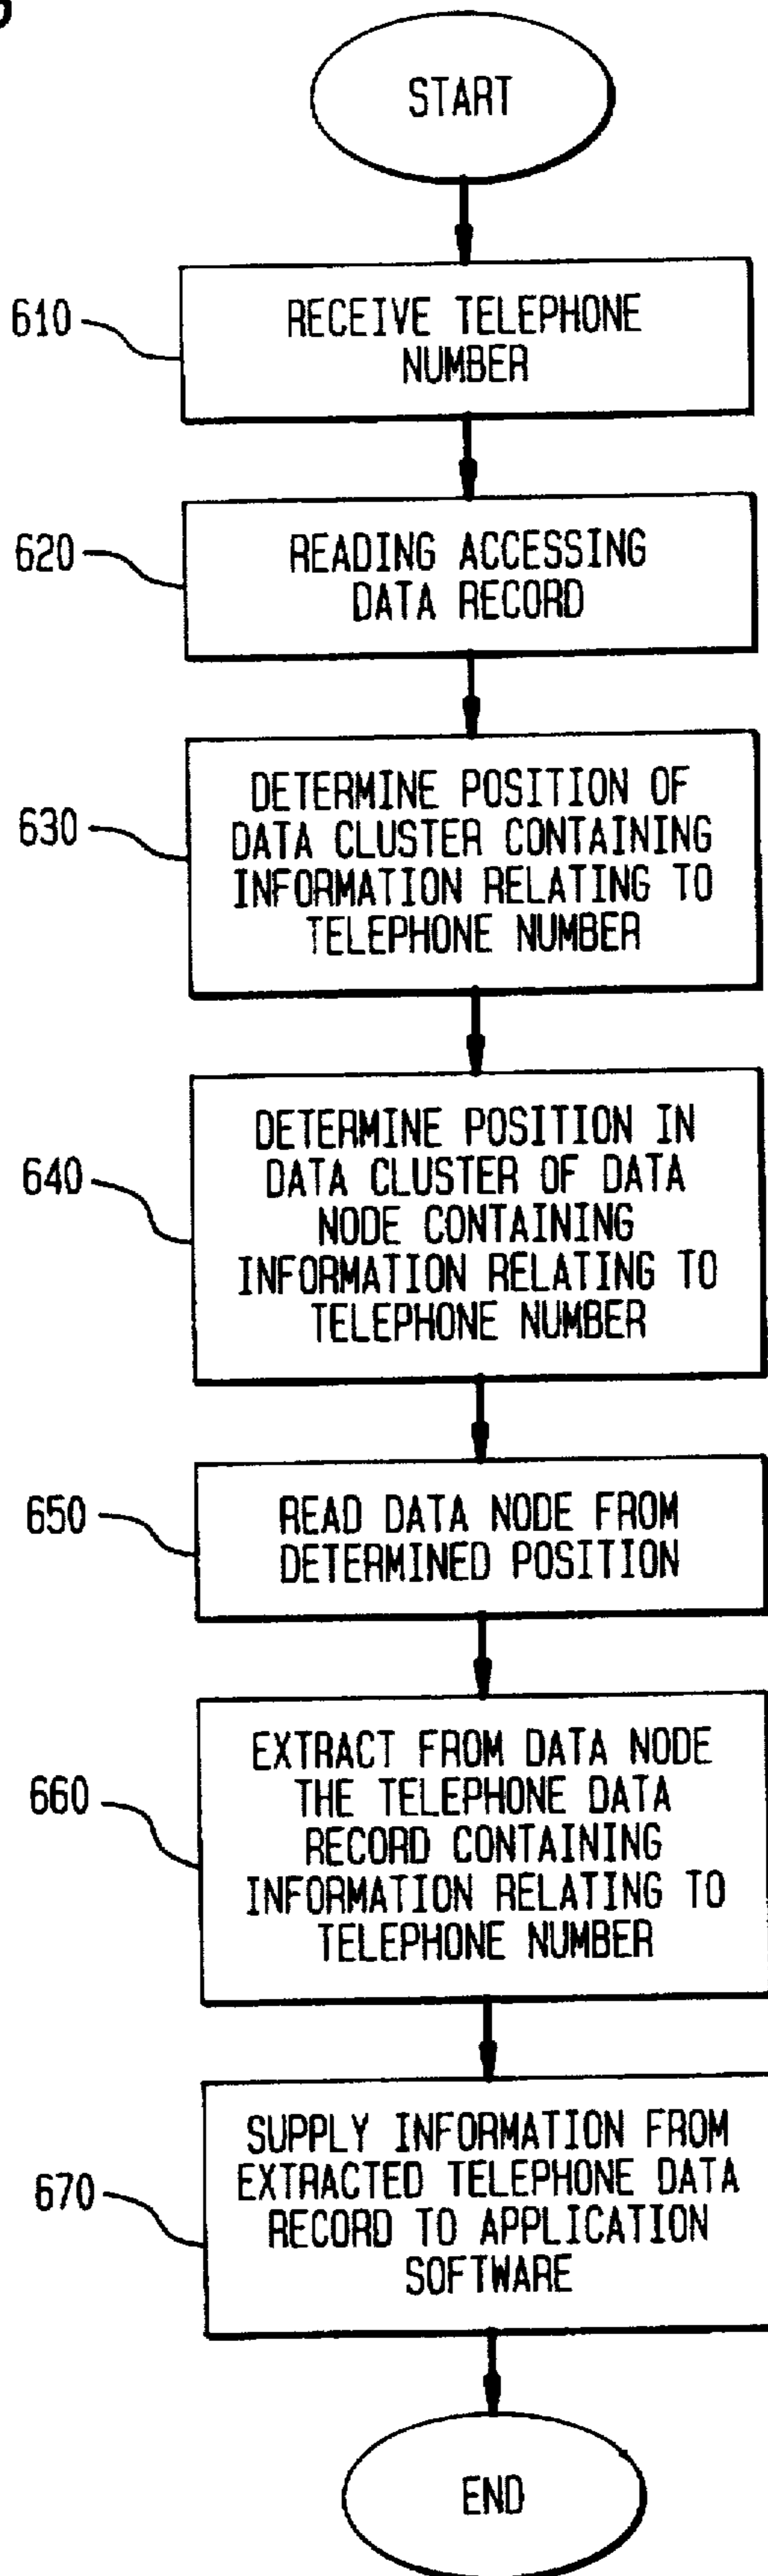 START
610
RECEIVE TELEPHONE
NUMBER
620
READING ACCESSING
DATA RECORD
630
DETERMINE POSITION OF
DATA CLUSTER CONTAINING
INFORMATION RELATING TO
TELEPHONE NUMBER
640
DETERMINE POSITION IN
DATA CLUSTER OF DATA
NODE CONTAINING
INFORMATION RELATING TO
TELEPHONE NUMBER
650
READ DATA NODE FROM
DETERMINED POSITION
660
EXTRACT FROM DATA NODE
THE TELEPHONE DATA
RECORD CONTAINING
INFORMATION RELATING TO
TELEPHONE NUMBER
670
SUPPLY INFORMATION FROM
EXTRACTED TELEPHONE DATA
RECORD TO APPLICATION
SOFTWARE
END